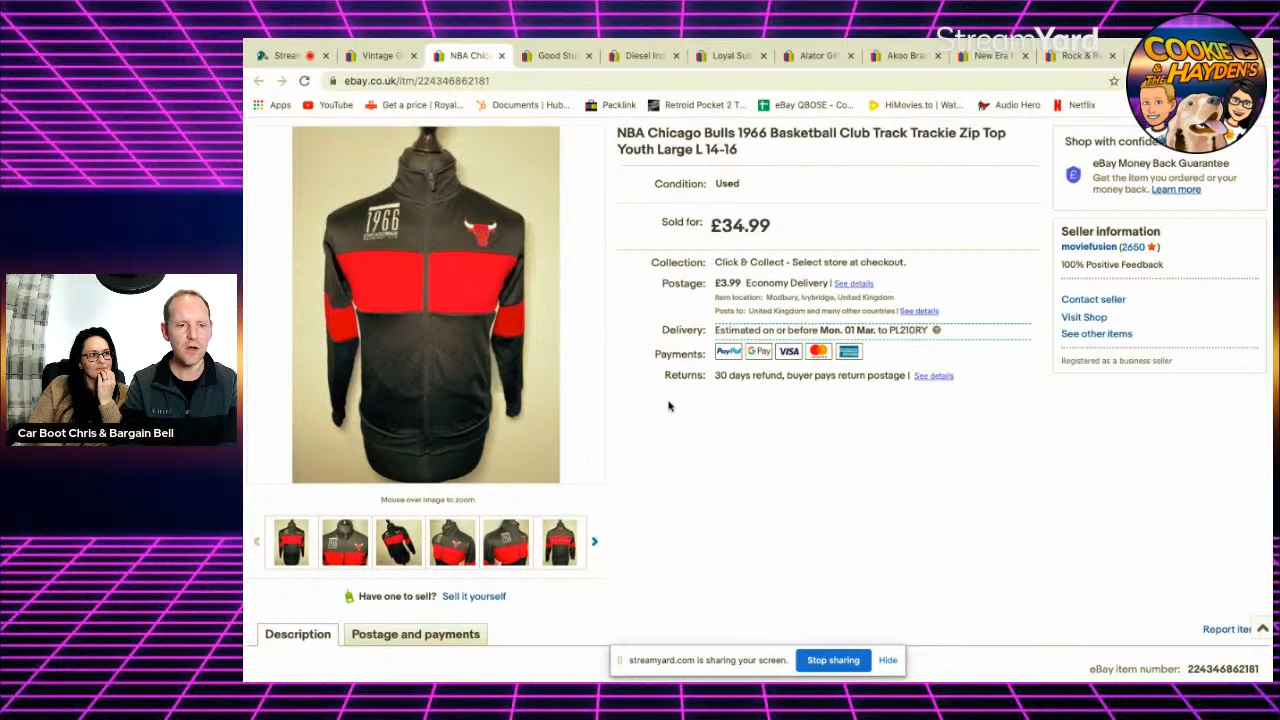 StreamYard
COOKIE
& THE
HAYDEN'S
Stream
Vintage G
NBA Chic
Good Stu
Diesel Ind
Loyal Sub
Alator Gi
Akoo Bra
New Era
Rock & R
ebay.co.uk/itm/224346862181
Apps
YouTube
Get a price | Royal...
Documents | Hub...
Packlink
Retroid Pocket 2 T...
eBay QBOSE - Co...
HiMovies.to | Wat...
Audio Hero
Netflix
NBA Chicago Bulls 1966 Basketball Club Track Trackie Zip Top
Youth Large L 14-16
Condition: Used
Sold for: £34.99
Collection: Click & Collect - Select store at checkout.
Postage: £3.99 Economy Delivery | See details
Item location: Modbury, Ivybridge, United Kingdom
Posts to: United Kingdom and many other countries | See details
Delivery: Estimated on or before Mon. 01 Mar. to PL210RY
Payments: PayPal G Pay VISA
Returns: 30 days refund, buyer pays return postage | See details
Shop with confide
eBay Money Back Guarantee
Get the item you ordered or your
money back. Learn more
Seller information
moviefusion (2650 )
100% Positive Feedback
Contact seller
Visit Shop
See other items
Registered as a business seller
1966
Mouse over image to zoom
Have one to sell? Sell it yourself
Description
Postage and payments
Report iter
eBay item number: 224346862181
streamyard.com is sharing your screen.
Stop sharing
Hide
Car Boot Chris & Bargain Bell